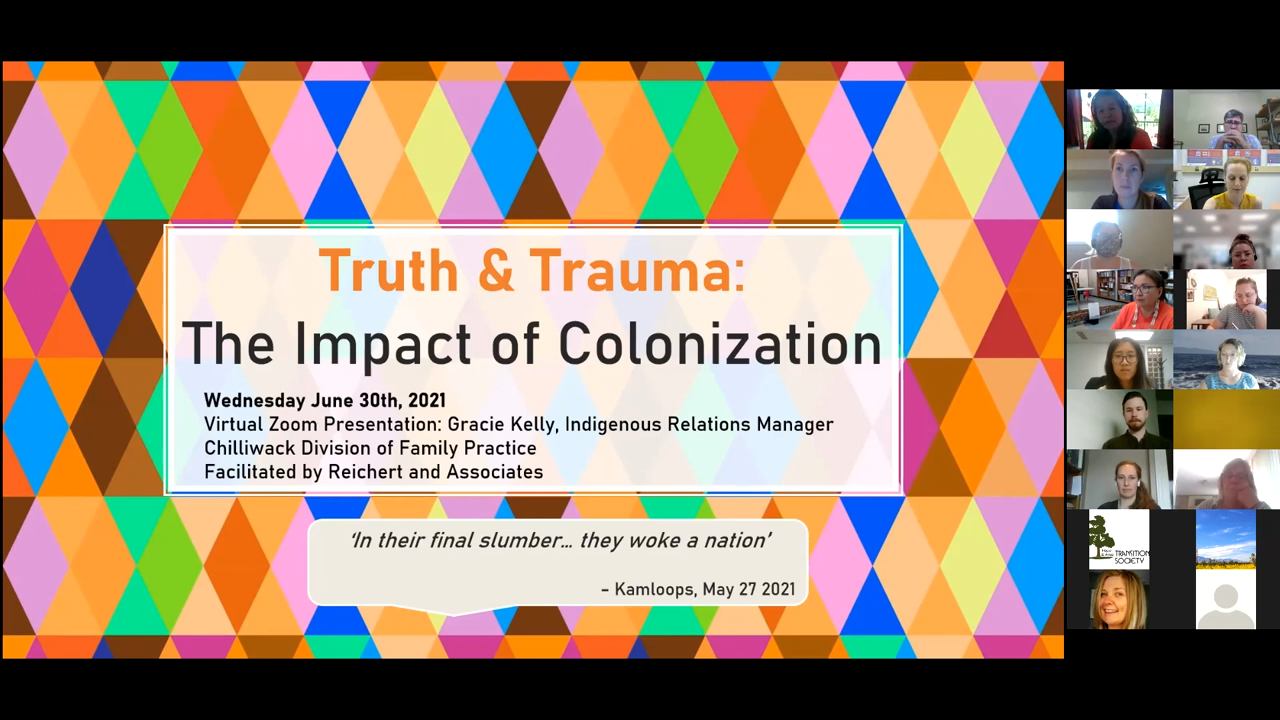 Truth & Trauma:
The Impact of Colonization
Wednesday June 30th, 2021
Virtual Zoom Presentation: Gracie Kelly, Indigenous Relations Manager
Chilliwack Division of Family Practice
Facilitated by Reichert and Associates
‘In their final slumber... they woke a nation’
– Kamloops, May 27 2021
TRANSITION
SOCIETY